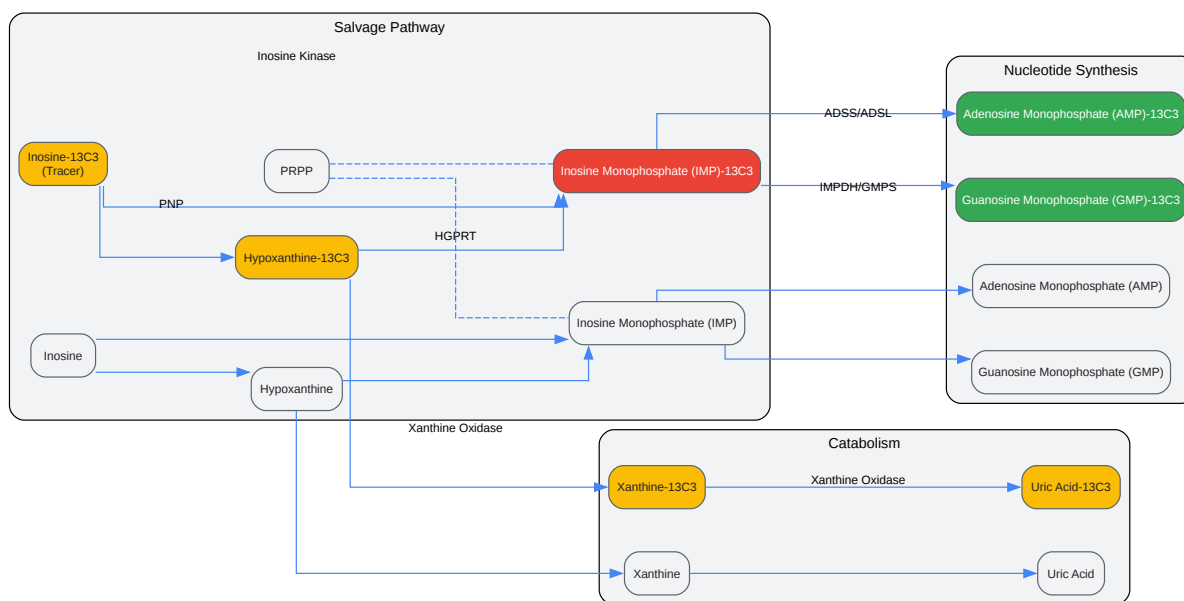 Salvage Pathway
Inosine Kinase
Nucleotide Synthesis
ADSS/ADSL
Adenosine Monophosphate (AMP)-13C3
Inosine-13C3
(Tracer)
PRPP
Inosine Monophosphate (IMP)-13C3
IMPDH/GMPS
Guanosine Monophosphate (GMP)-13C3
PNP
HGPRT
Hypoxanthine-13C3
Adenosine Monophosphate (AMP)
Inosine Monophosphate (IMP)
Inosine
Guanosine Monophosphate (GMP)
Hypoxanthine
Xanthine Oxidase
Catabolism
Xanthine-13C3
Xanthine Oxidase
Uric Acid-13C3
Xanthine
Uric Acid